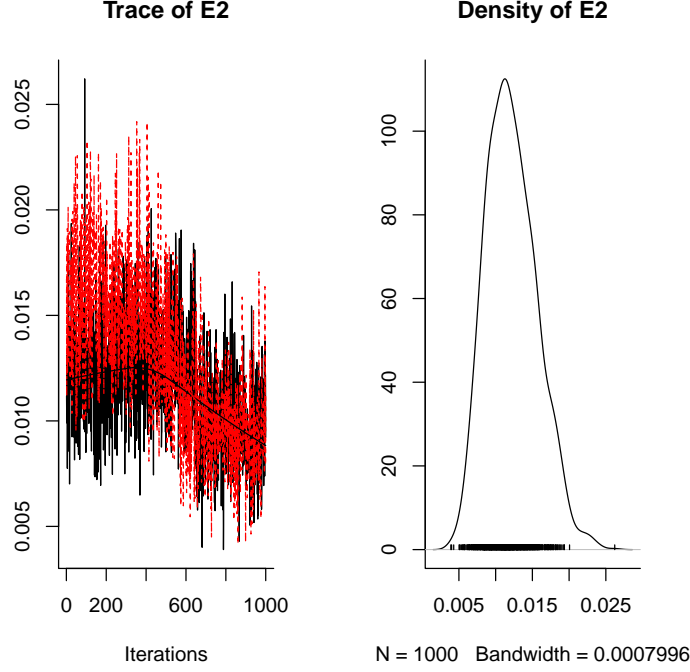 Trace of E2
0.025
0.020
0.015
0.010
0.005
0 200 600 1000
Iterations
Density of E2
100
80
60
40
20
0
0.005 0.015 0.025
N = 1000 Bandwidth = 0.0007996